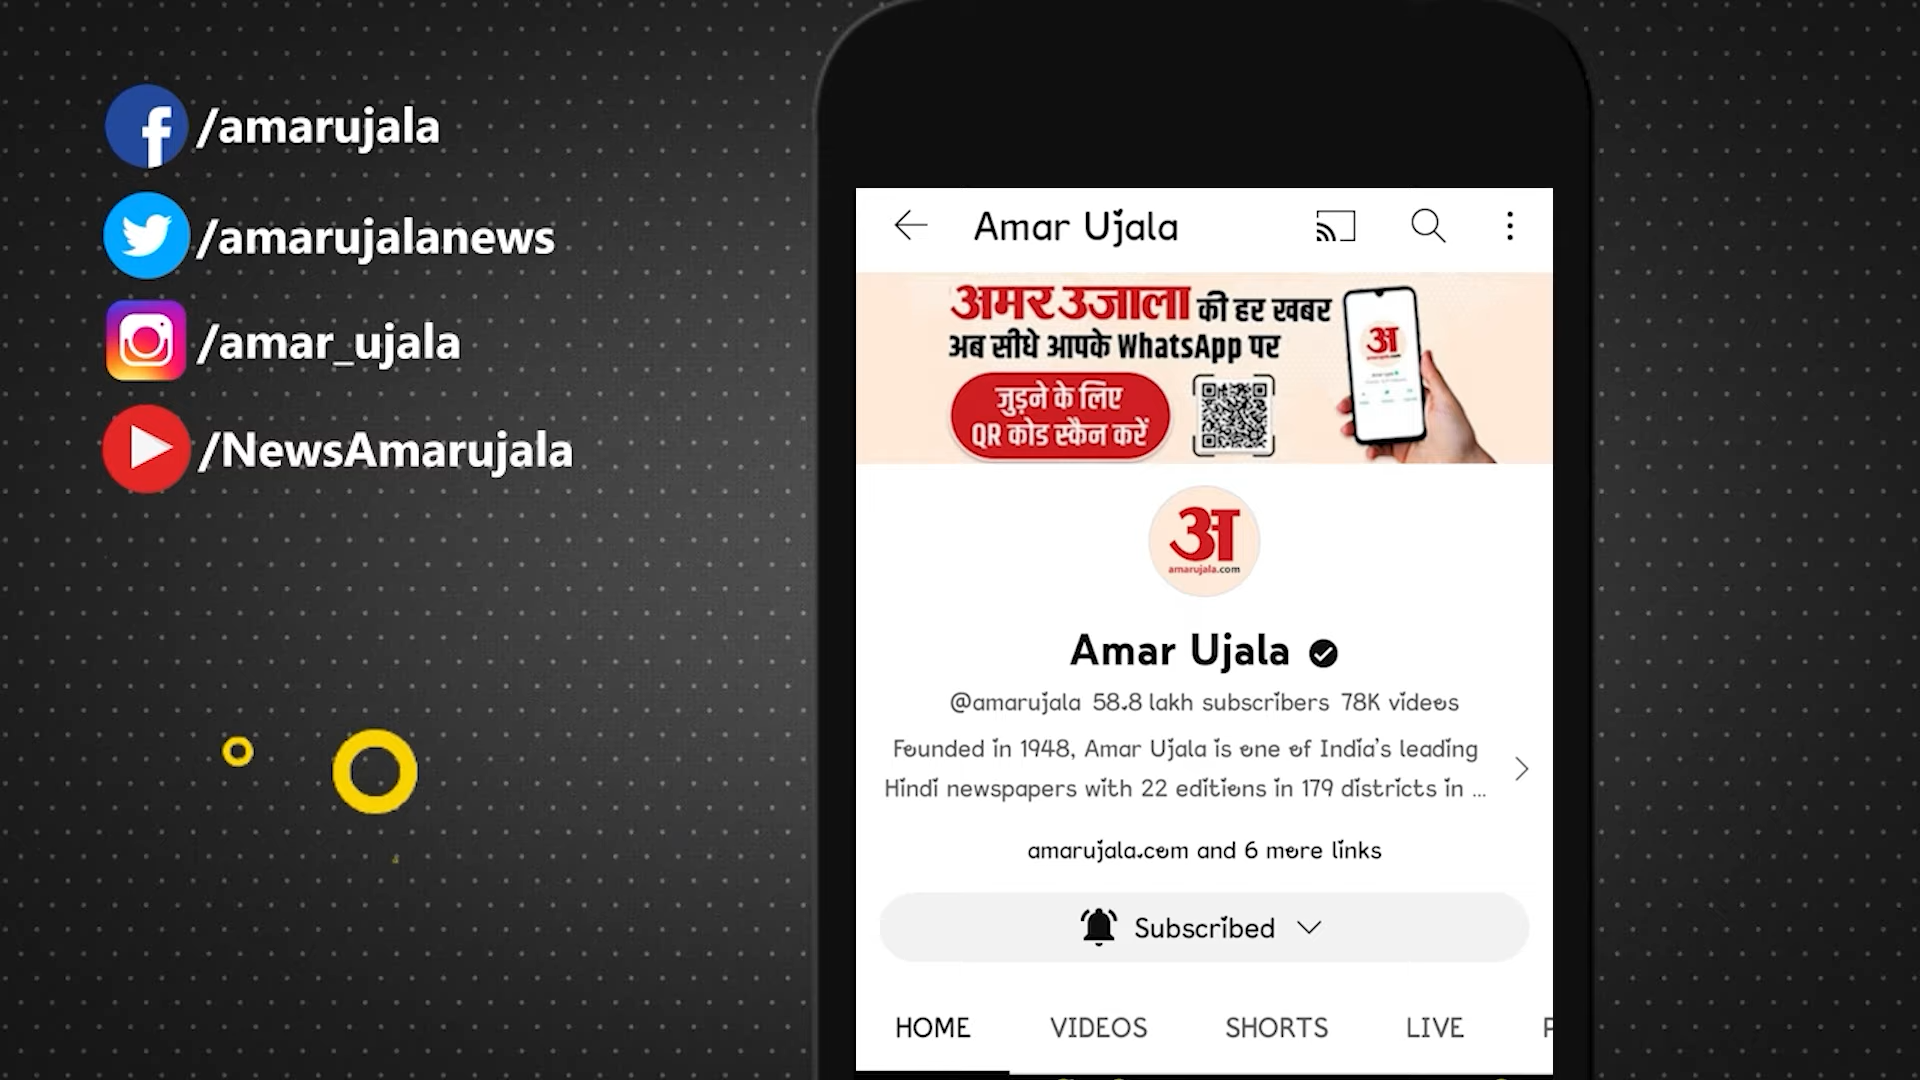 /amarujala
/amarujalanews
/amar_ujala
/NewsAmarujala
Amar Ujala
अमर उजाला की हर खबर
अब सीधे आपके WhatsApp पर
जुड़ने के लिए
QR कोड स्कैन करें
अ
अ
amarujala.com
Amar Ujala
@amarujala 58.8 lakh subscribers 78K videos
Founded in 1948, Amar Ujala is one of India's leading
Hindi newspapers with 22 editions in 179 districts in ...
amarujala.com and 6 more links
Subscribed
HOME VIDEOS SHORTS LIVE